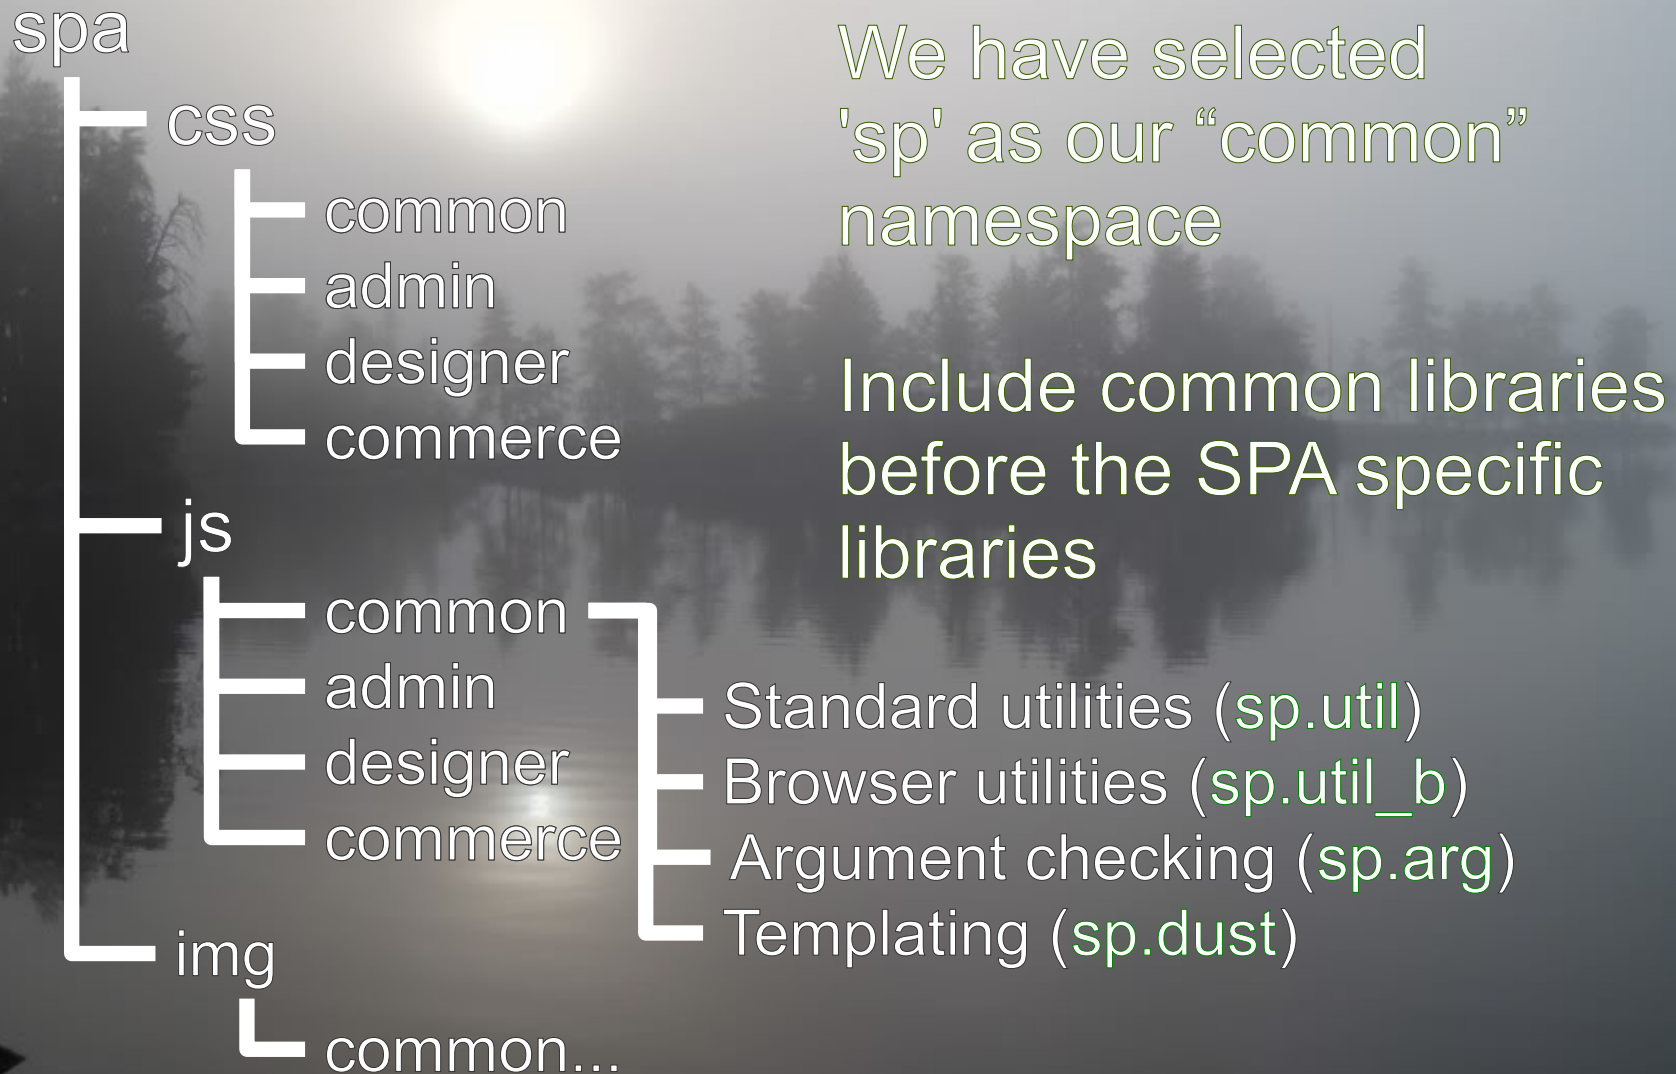 spa
css
common
admin
designer
commerce
js
common
admin
designer
commerce
img
common...
We have selected
'sp' as our “common”
namespace
Include common libraries
before the SPA specific
libraries
Standard utilities (sp.util)
Browser utilities (sp.util_b)
Argument checking (sp.arg)
Templating (sp.dust)